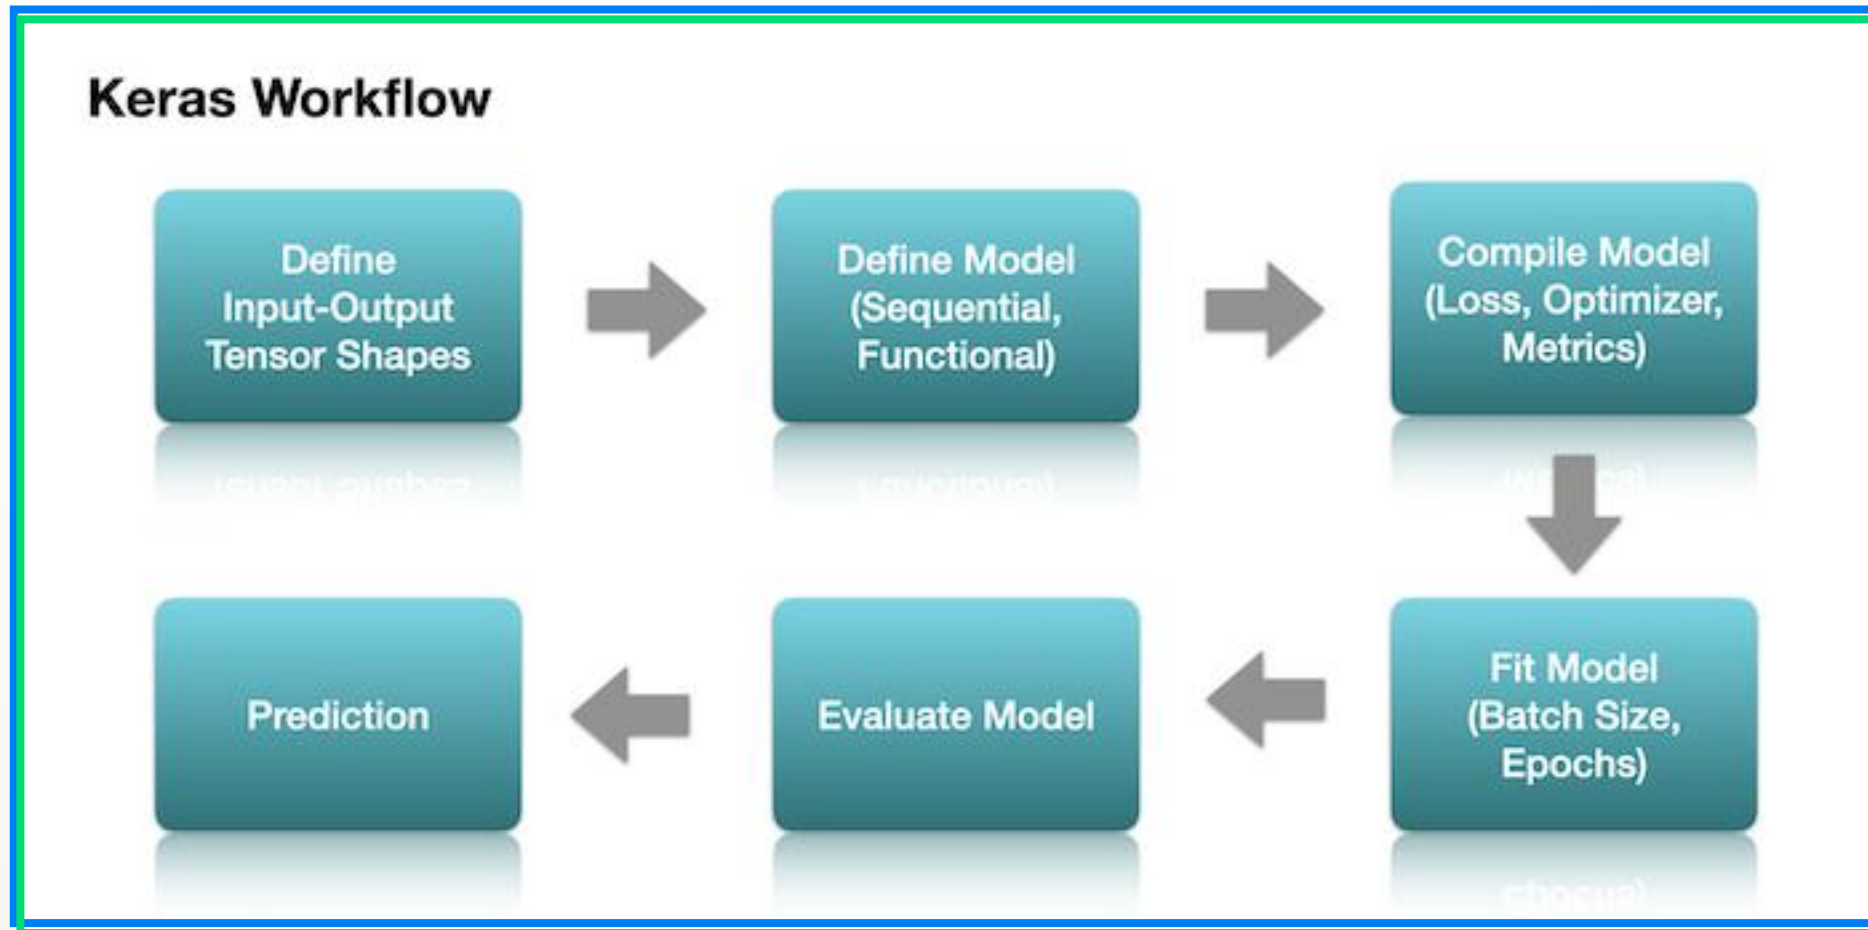 Keras Workflow
Define
Input-Output
Tensor Shapes
Define Model
(Sequential,
Functional)
Compile Model
(Loss, Optimizer,
Metrics)
Fit Model
(Batch Size,
Epochs)
Evaluate Model
Prediction